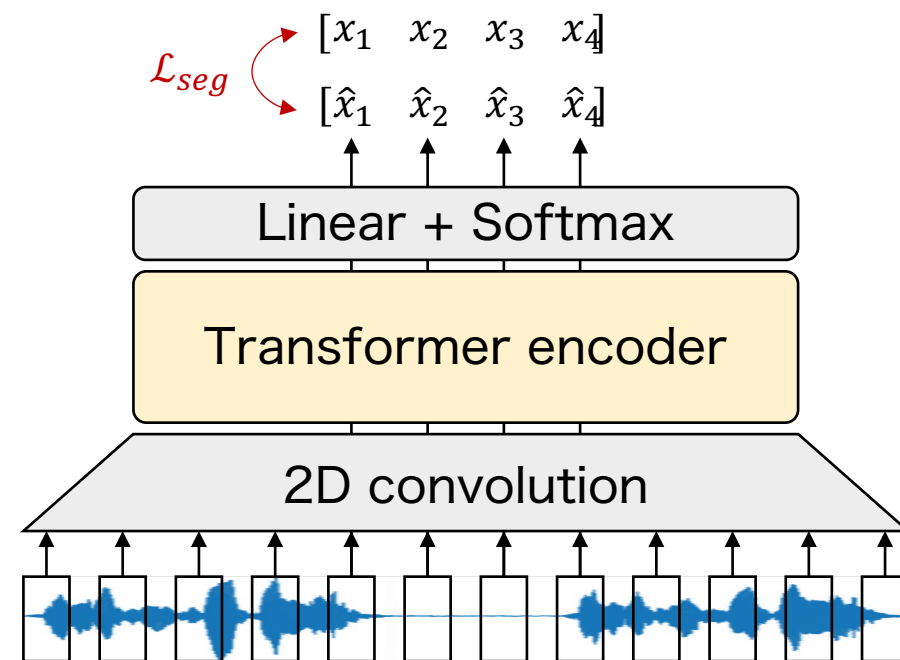 [x₁ x₂ x₃ x₄]
ℒ_seg
[x̂₁ x̂₂ x̂₃ x̂₄]
Linear + Softmax
Transformer encoder
2D convolution